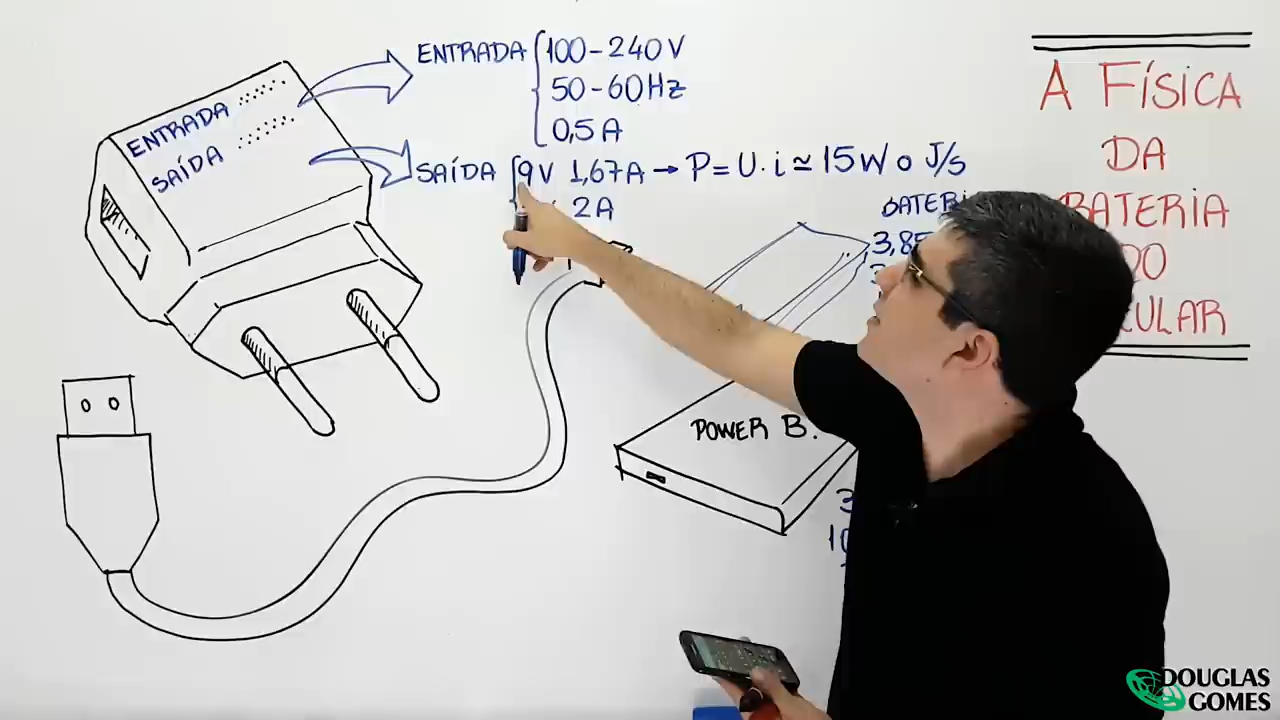 ENTRADA
SAÍDA
ENTRADA
100-240V
50-60Hz
0,5A
SAÍDA 9V 1,67A → P=U.i≃15W o J/s
2A
A FÍSICA
DA
BATERIA
POWER B.
DOUGLAS
GOMES